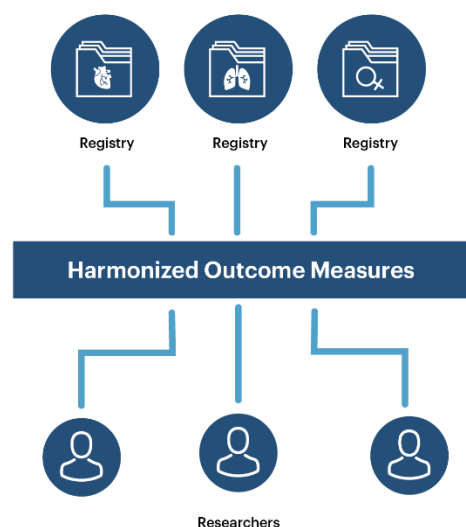 Registry
Registry
Registry
Harmonized Outcome Measures
Researchers